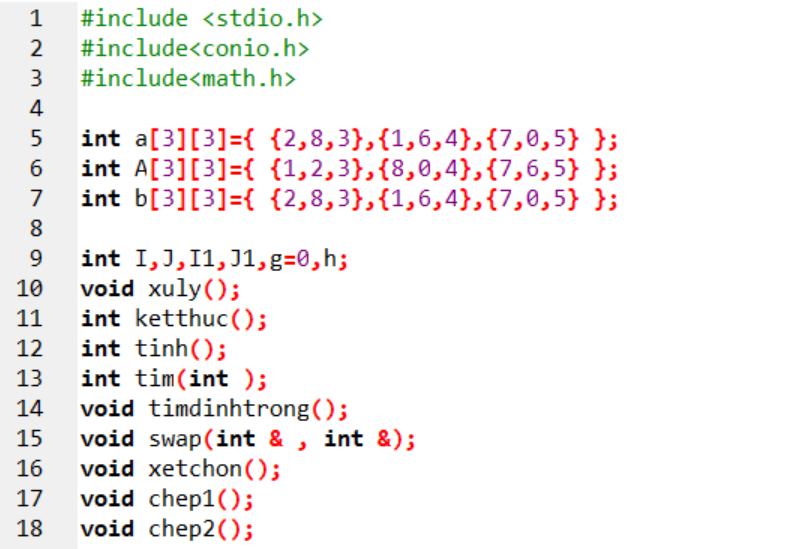 1 #include <stdio.h>
2 #include<conio.h>
3 #include<math.h>
4
5 int a[3][3]={ {2,8,3},{1,6,4},{7,0,5} };
6 int A[3][3]={ {1,2,3},{8,0,4},{7,6,5} };
7 int b[3][3]={ {2,8,3},{1,6,4},{7,0,5} };
8
9 int I,J,I1,J1,g=0,h;
10 void xuly();
11 int ketthuc();
12 int tinh();
13 int tim(int );
14 void timdinhtrong();
15 void swap(int & , int &);
16 void xetchon();
17 void chep1();
18 void chep2();